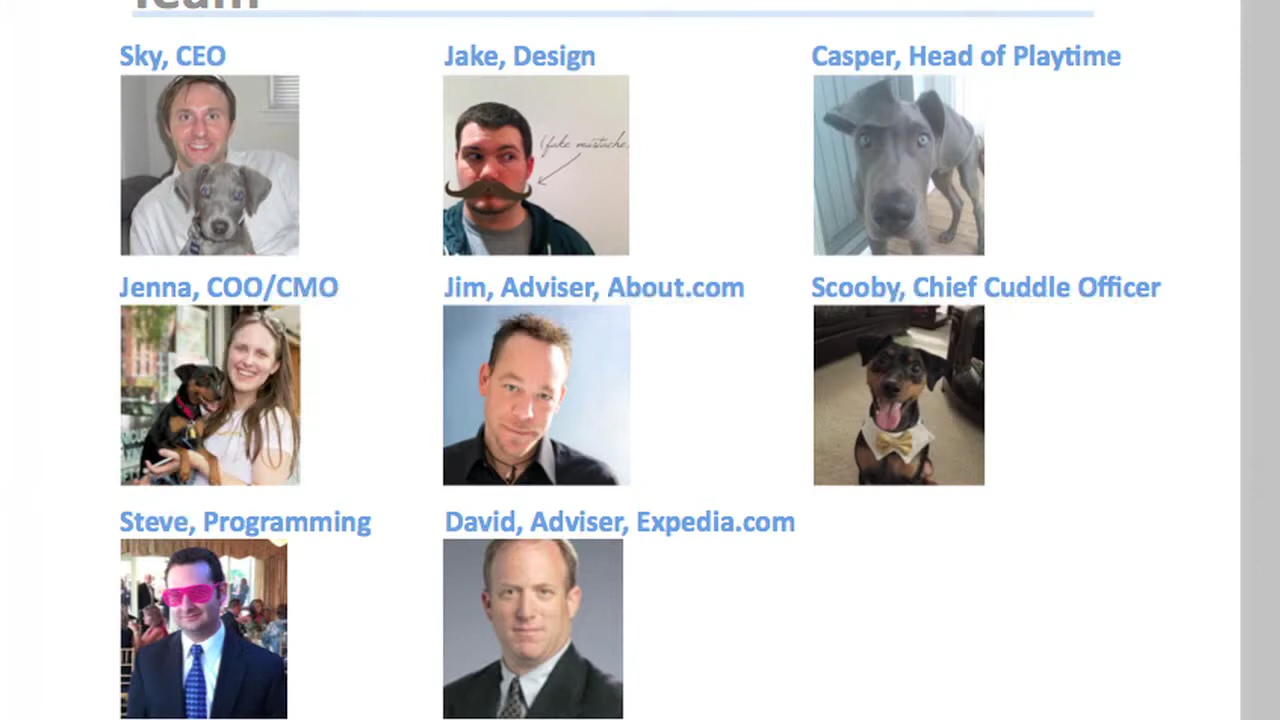 Team
Sky, CEO
Jake, Design
Casper, Head of Playtime
(fake mustache)
Jenna, COO/CMO
Jim, Adviser, About.com
Scooby, Chief Cuddle Officer
Steve, Programming
David, Adviser, Expedia.com